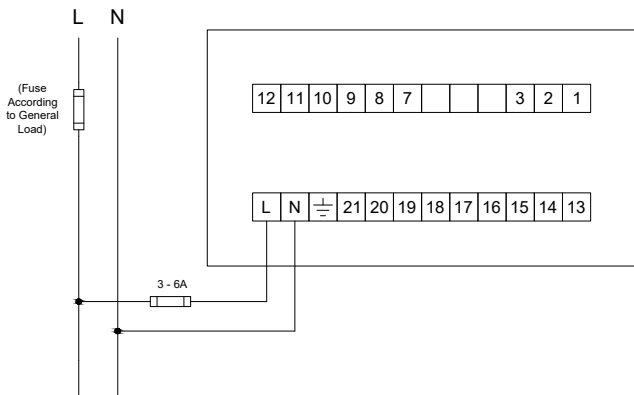 L N
(Fuse
According
to General
Load)
12 11 10 9 8 7 3 2 1
L N 21 20 19 18 17 16 15 14 13
3 - 6A